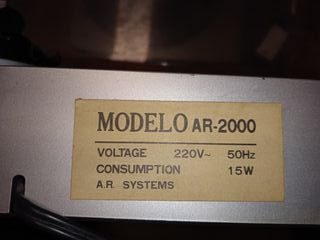 MODELO AR-2000
VOLTAGE 220V~ 50Hz
CONSUMPTION 15W
A.R. SYSTEMS